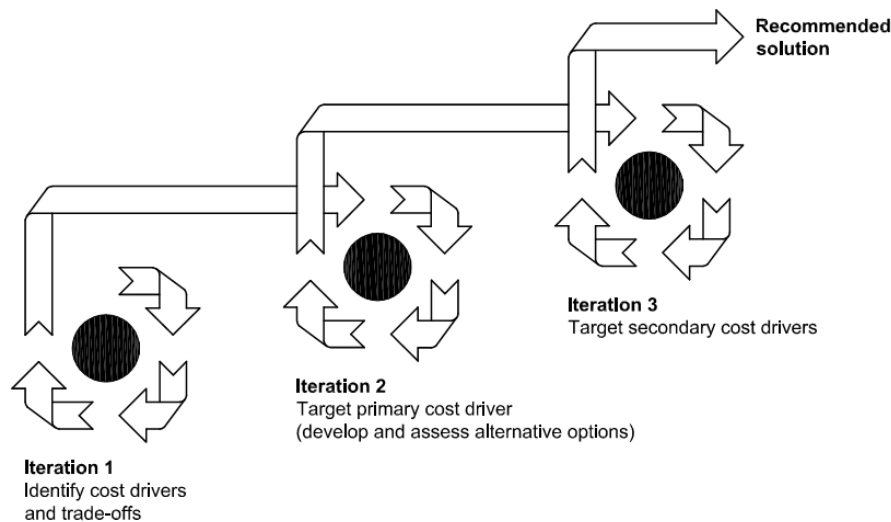 Recommended
solution
Iteration 3
Target secondary cost drivers
Iteration 2
Target primary cost driver
(develop and assess alternative options)
Iteration 1
Identify cost drivers
and trade-offs